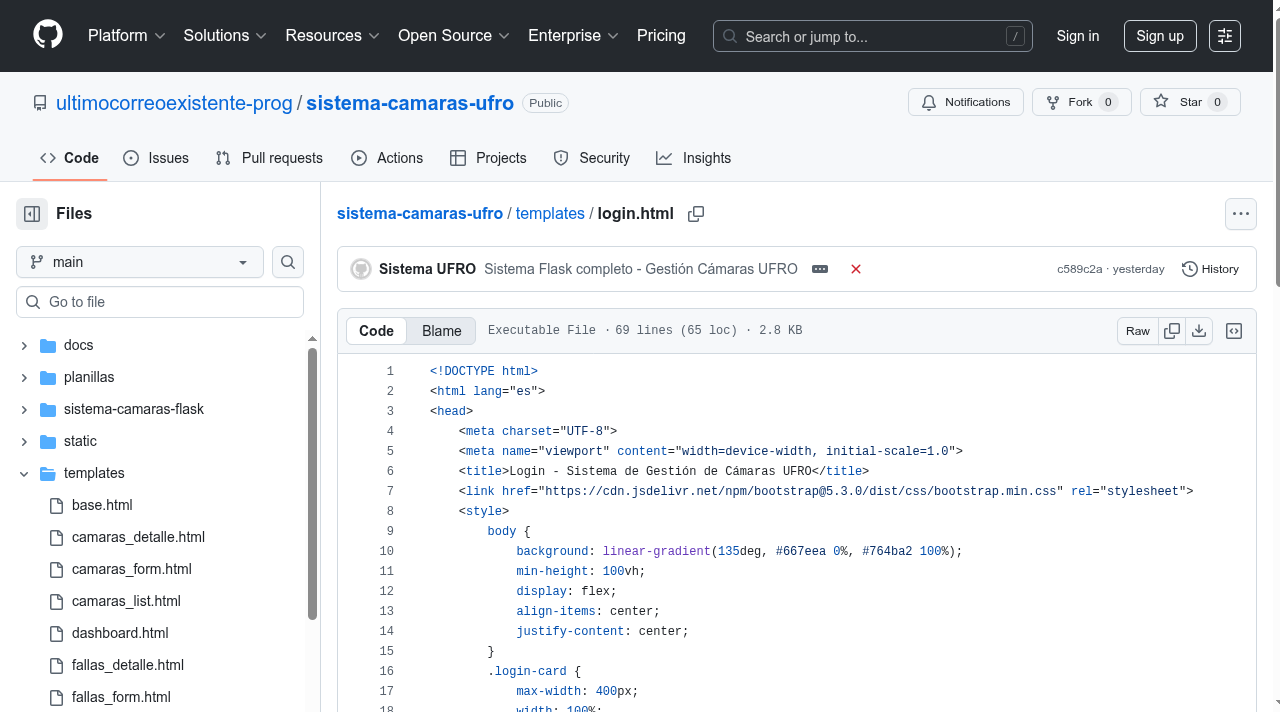 Platform Solutions Resources Open Source Enterprise Pricing Search or jump to... / Sign in Sign up
ultimocorreoexistente-prog / sistema-camaras-ufro Public Notifications Fork 0 Star 0
Code Issues Pull requests Actions Projects Security Insights
Files
main
Go to file
docs
planillas
sistema-camaras-flask
static
templates
base.html
camaras_detalle.html
camaras_form.html
camaras_list.html
dashboard.html
fallas_detalle.html
fallas_form.html
sistema-camaras-ufro / templates / login.html
Sistema UFRO Sistema Flask completo - Gestión Cámaras UFRO c589c2a · yesterday History
Code Blame Executable File · 69 lines (65 loc) · 2.8 KB Raw
1 <!DOCTYPE html>
2 <html lang="es">
3 <head>
4 <meta charset="UTF-8">
5 <meta name="viewport" content="width=device-width, initial-scale=1.0">
6 <title>Login - Sistema de Gestión de Cámaras UFRO</title>
7 <link href="https://cdn.jsdelivr.net/npm/bootstrap@5.3.0/dist/css/bootstrap.min.css" rel="stylesheet">
8 <style>
9 body {
10 background: linear-gradient(135deg, #667eea 0%, #764ba2 100%);
11 min-height: 100vh;
12 display: flex;
13 align-items: center;
14 justify-content: center;
15 }
16 .login-card {
17 max-width: 400px;
18 width: 100%;